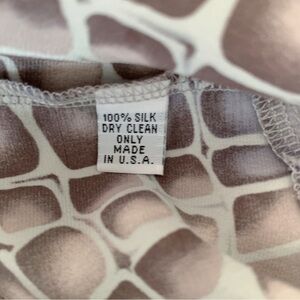 100% SILK
DRY CLEAN
ONLY
MADE
IN U.S.A.